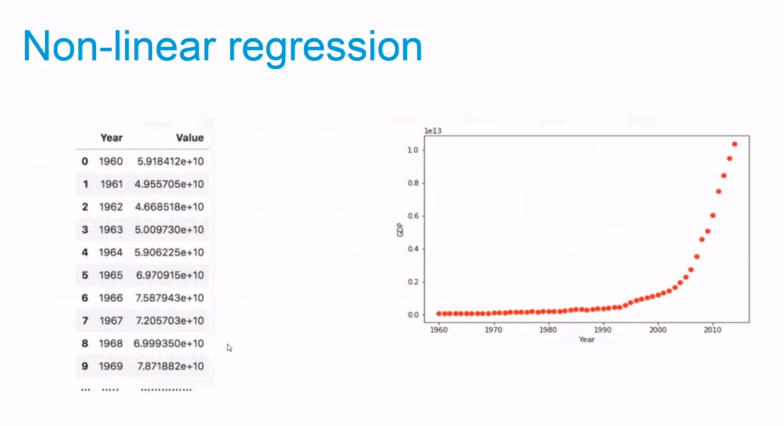 Non-linear regression
Year Value
0 1960 5.918412e+10
1 1961 4.955705e+10
2 1962 4.668518e+10
3 1963 5.009730e+10
4 1964 5.906225e+10
5 1965 6.970915e+10
6 1966 7.587943e+10
7 1967 7.205703e+10
8 1968 6.999350e+10
9 1969 7.871882e+10
... ..... ...............
1e13
1.0
0.8
0.6
0.4
0.2
0.0
GDP
1960 1970 1980 1990 2000 2010
Year